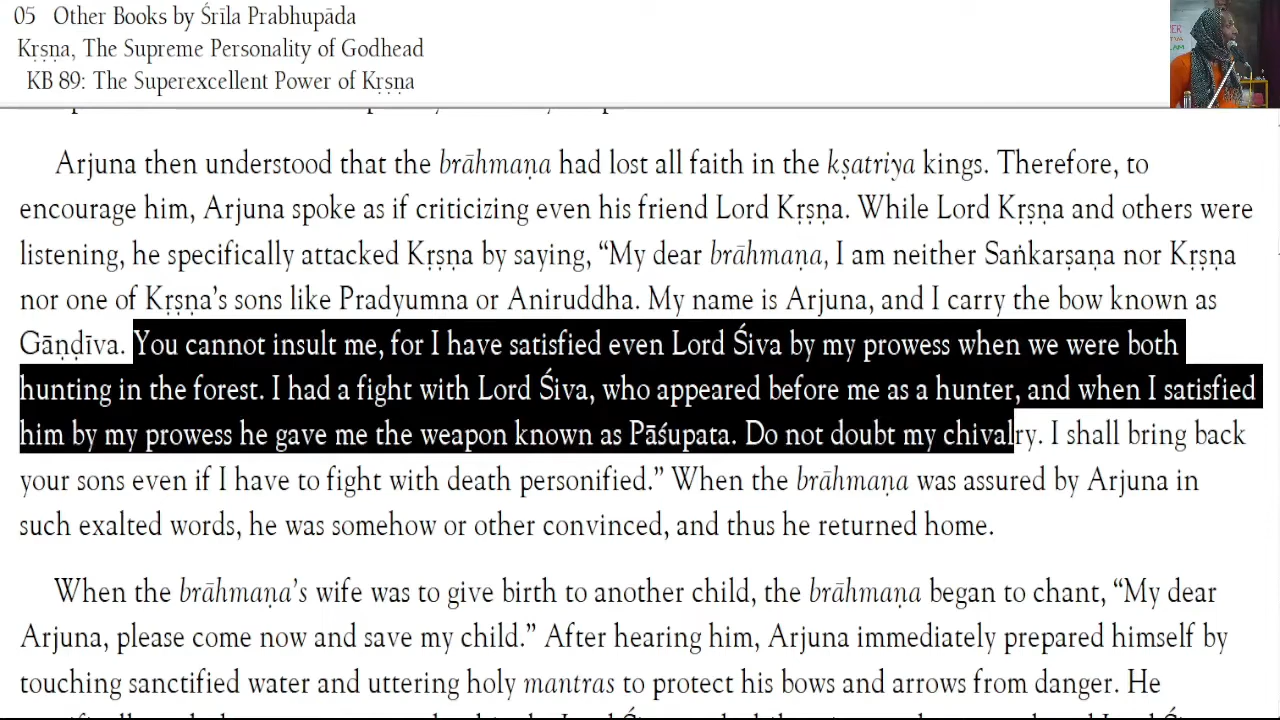 05 Other Books by Śrīla Prabhupāda
Kṛṣṇa, The Supreme Personality of Godhead
KB 89: The Superexcellent Power of Kṛṣṇa
Arjuna then understood that the brāhmaṇa had lost all faith in the kṣatriya kings. Therefore, to
encourage him, Arjuna spoke as if criticizing even his friend Lord Kṛṣṇa. While Lord Kṛṣṇa and others were
listening, he specifically attacked Kṛṣṇa by saying, “My dear brāhmaṇa, I am neither Saṅkarṣaṇa nor Kṛṣṇa
nor one of Kṛṣṇa’s sons like Pradyumna or Aniruddha. My name is Arjuna, and I carry the bow known as
Gāṇḍīva. You cannot insult me, for I have satisfied even Lord Śiva by my prowess when we were both
hunting in the forest. I had a fight with Lord Śiva, who appeared before me as a hunter, and when I satisfied
him by my prowess he gave me the weapon known as Pāśupata. Do not doubt my chivalry. I shall bring back
your sons even if I have to fight with death personified.” When the brāhmaṇa was assured by Arjuna in
such exalted words, he was somehow or other convinced, and thus he returned home.
When the brāhmaṇa’s wife was to give birth to another child, the brāhmaṇa began to chant, “My dear
Arjuna, please come now and save my child.” After hearing him, Arjuna immediately prepared himself by
touching sanctified water and uttering holy mantras to protect his bows and arrows from danger. He